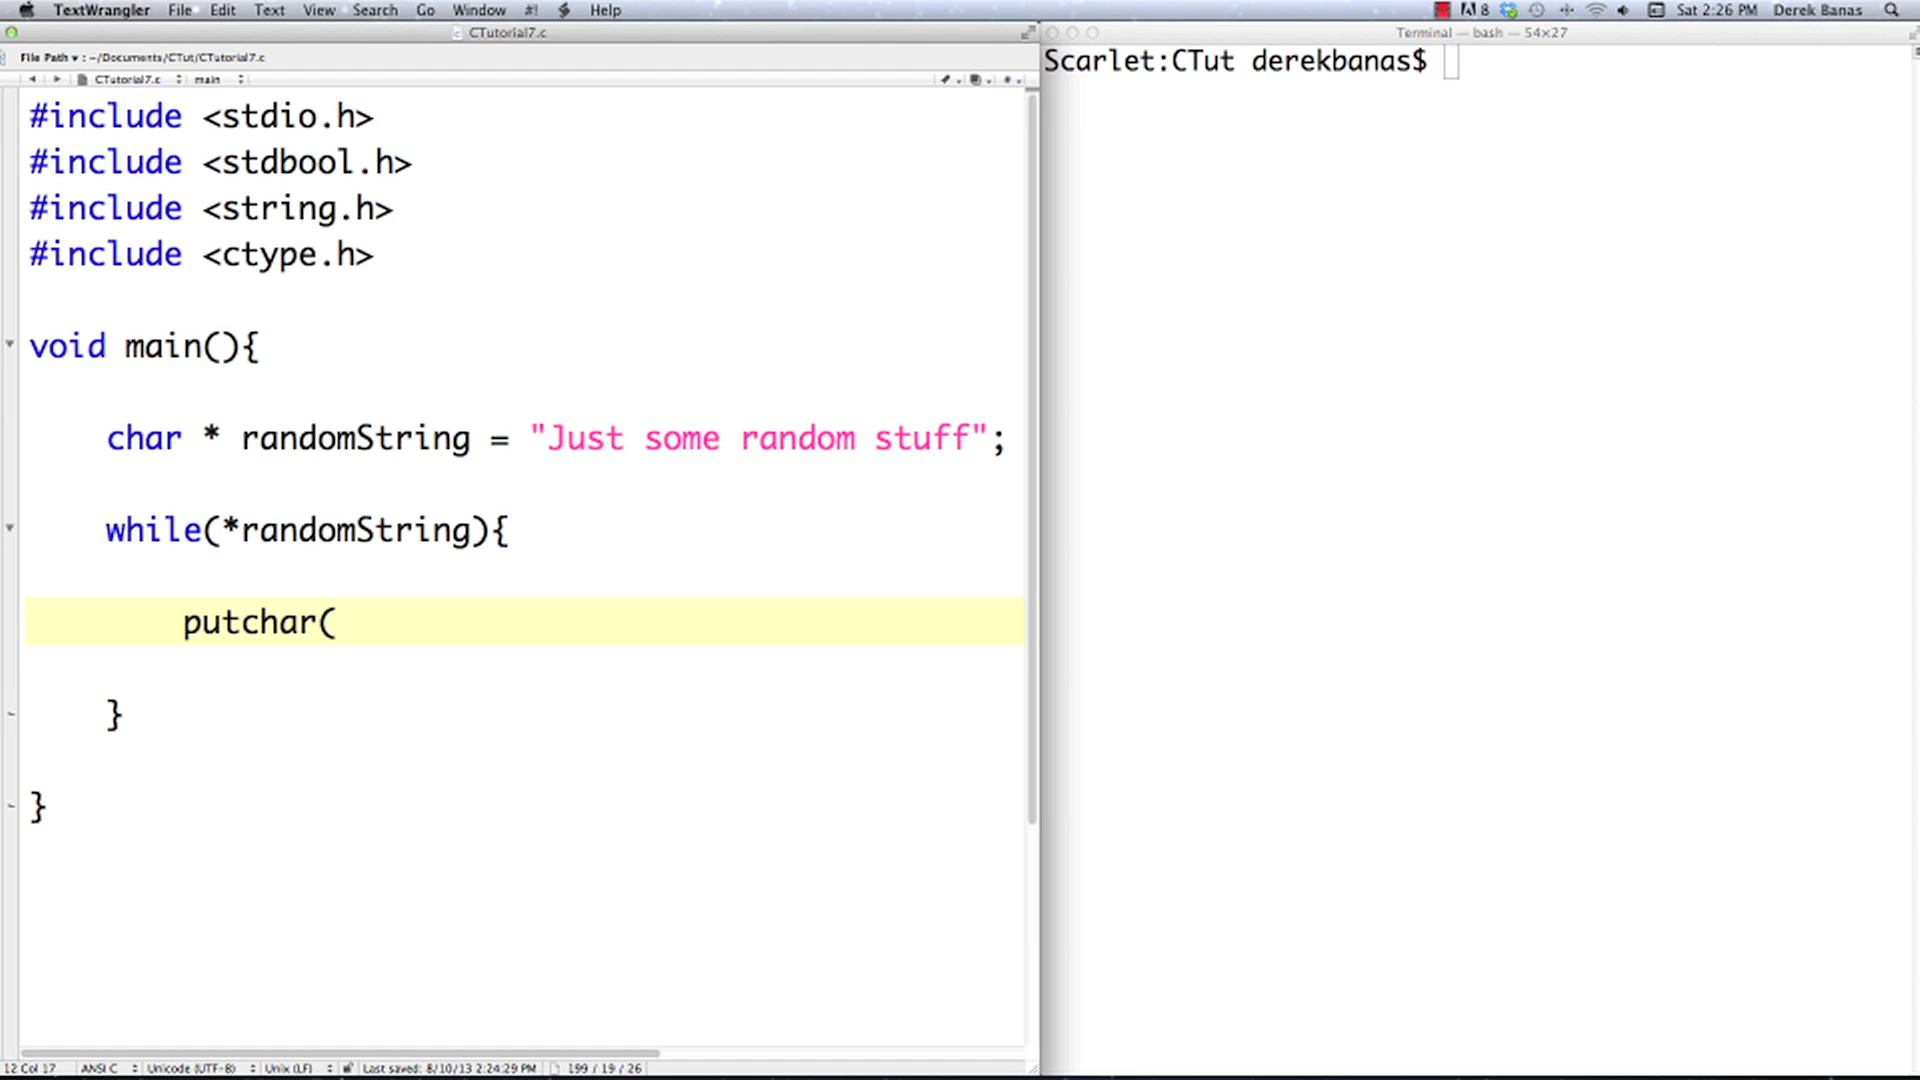 TextWrangler File Edit Text View Search Go Window #! Help 8 Sat 2:26 PM Derek Banas
CTutorial7.c
File Path ▾ : ~/Documents/CTut/CTutorial7.c
CTutorial7.c main
#include <stdio.h>
#include <stdbool.h>
#include <string.h>
#include <ctype.h>
void main(){
char * randomString = "Just some random stuff";
while(*randomString){
putchar(
}
}
12 Col 17 ANSI C Unicode (UTF-8) Unix (LF) Last saved: 8/10/13 2:24:29 PM 199 / 19 / 26
Terminal — bash — 54×27
Scarlet:CTut derekbanas$